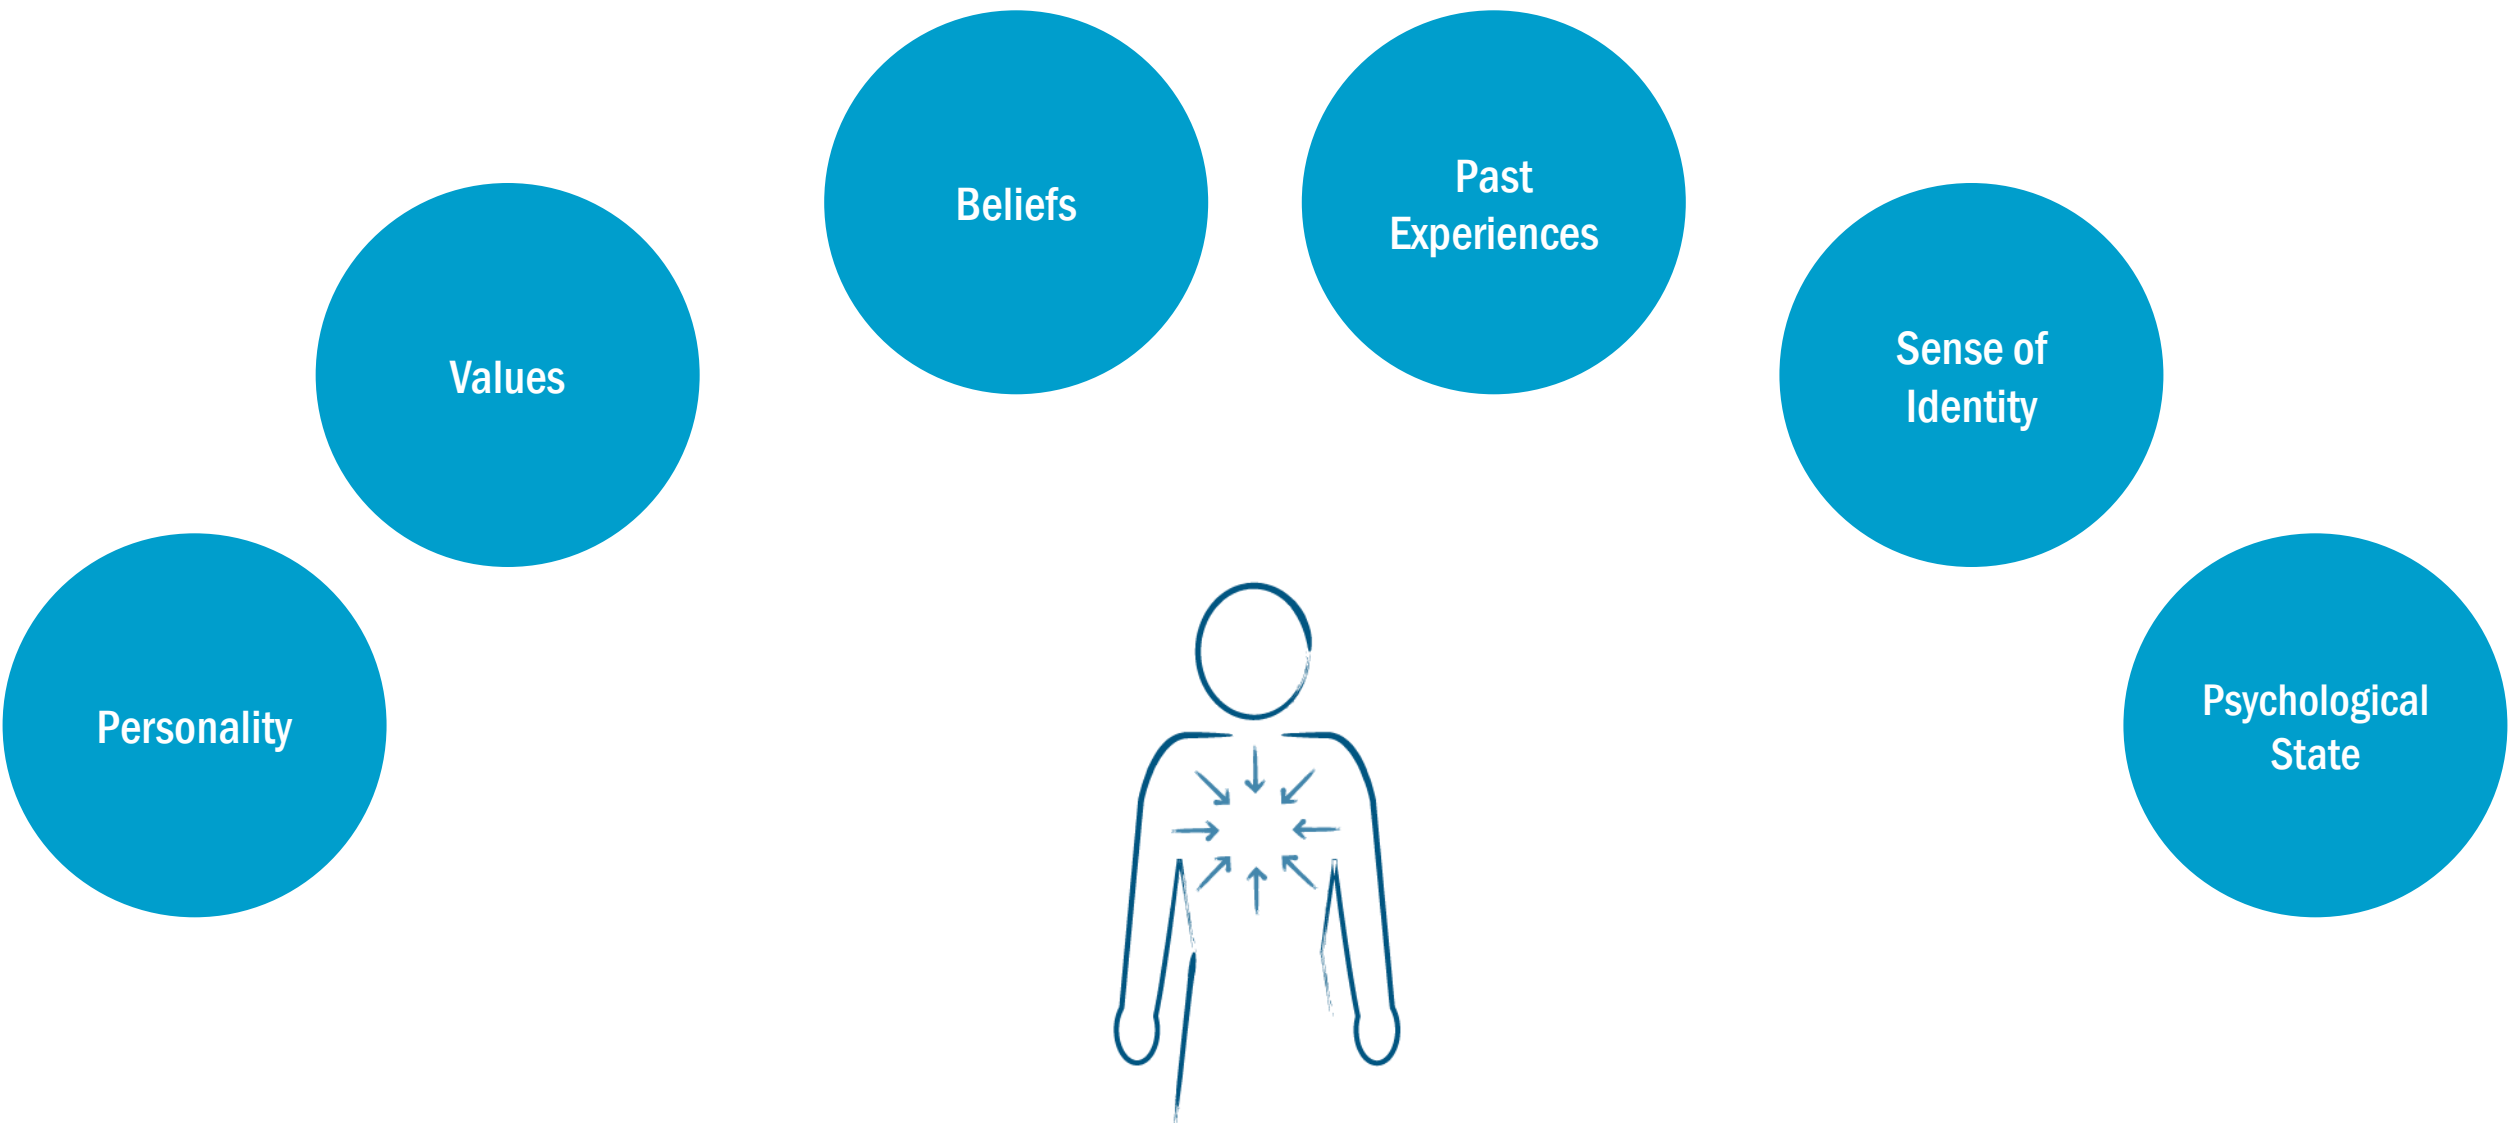 Personality
Values
Beliefs
Past
Experiences
Sense of
Identity
Psychological
State